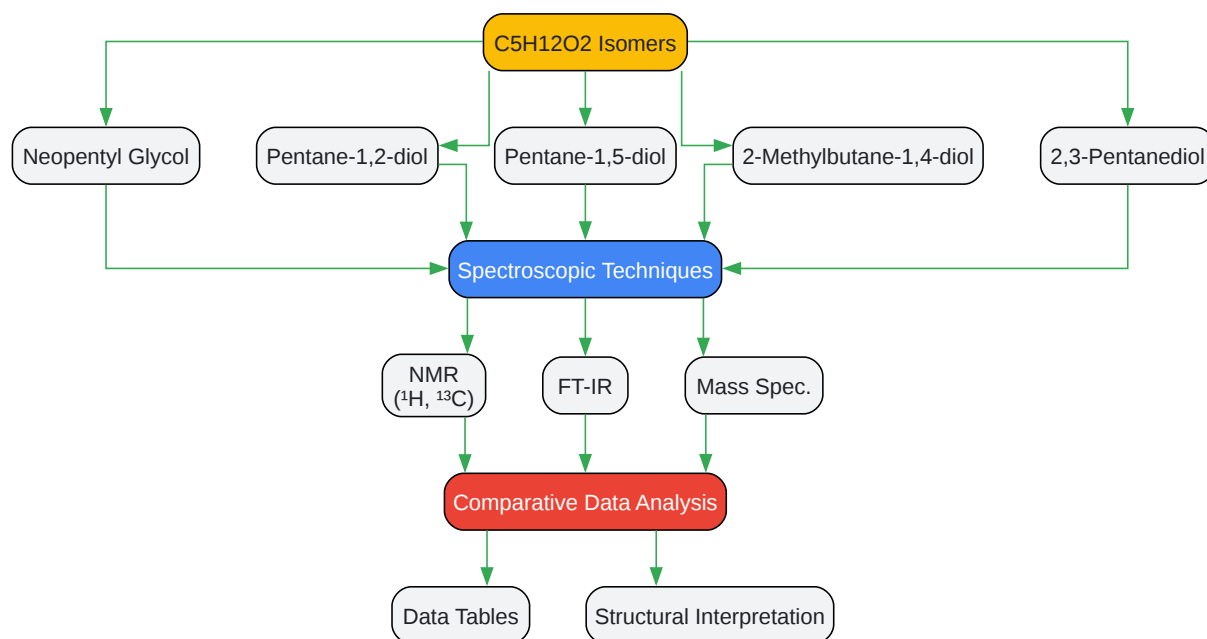 C5H12O2 Isomers
Neopentyl Glycol
Pentane-1,2-diol
Pentane-1,5-diol
2-Methylbutane-1,4-diol
2,3-Pentanediol
Spectroscopic Techniques
NMR
(¹H, ¹³C)
FT-IR
Mass Spec.
Comparative Data Analysis
Data Tables
Structural Interpretation